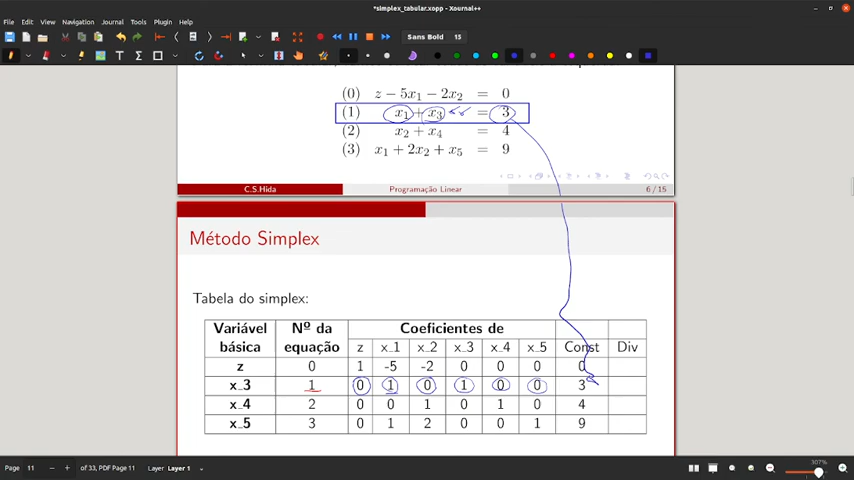 *simplex_tabular.xopp - Xournal++
File Edit View Navigation Journal Tools Plugin Help
Sans Bold 13
(0) z − 5x₁ − 2x₂ = 0
(1) x₁ + x₃ = 3
(2) x₂ + x₄ = 4
(3) x₁ + 2x₂ + x₅ = 9
C.S.Hida Programação Linear 6 / 15
Método Simplex
Tabela do simplex:
Variável Nº da Coeficientes de
básica equação z x_1 x_2 x_3 x_4 x_5 Const Div
z 0 1 -5 -2 0 0 0 0
x_3 1 0 1 0 1 0 0 3
x_4 2 0 0 1 0 1 0 4
x_5 3 0 1 2 0 0 1 9
Page 11 of 33, PDF Page 11 Layer Layer 1 307%